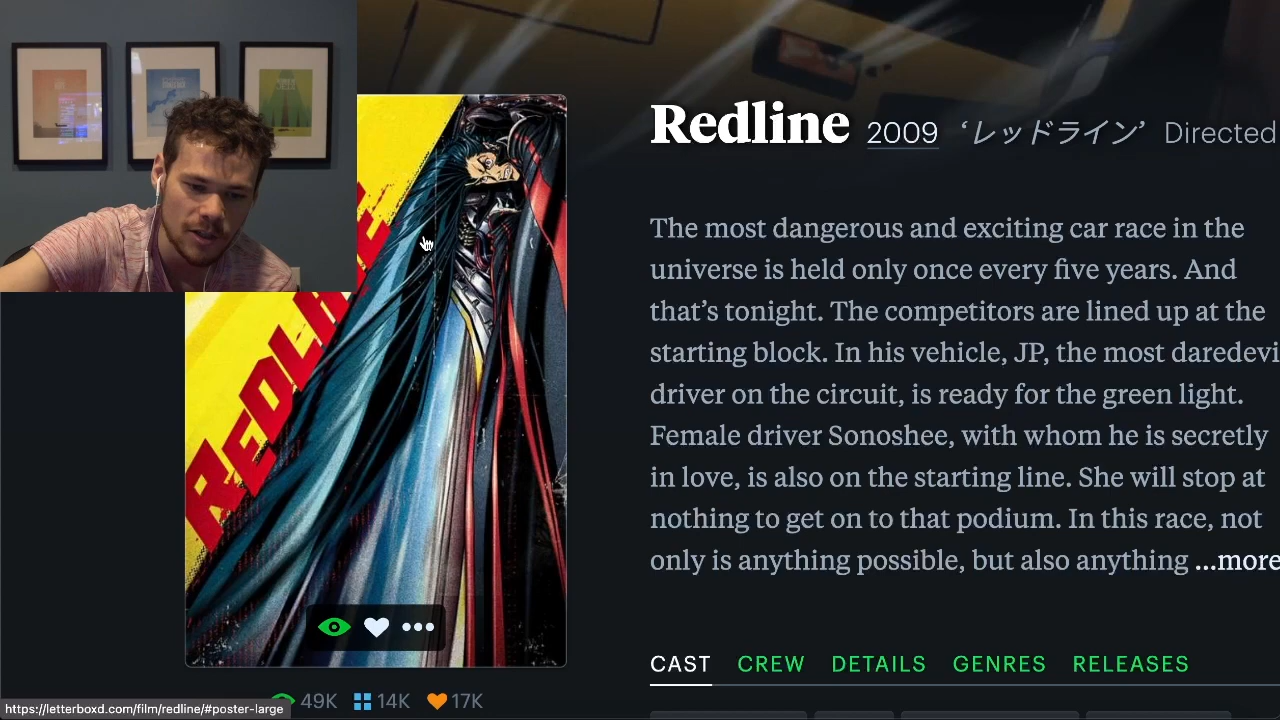 Redline 2009 ‘レッドライン’ Directed
The most dangerous and exciting car race in the
universe is held only once every five years. And
that’s tonight. The competitors are lined up at the
starting block. In his vehicle, JP, the most daredevi
driver on the circuit, is ready for the green light.
Female driver Sonoshee, with whom he is secretly
in love, is also on the starting line. She will stop at
nothing to get on to that podium. In this race, not
only is anything possible, but also anything ...more
REDLINE
CAST CREW DETAILS GENRES RELEASES
49K 14K 17K
https://letterboxd.com/film/redline/#poster-large